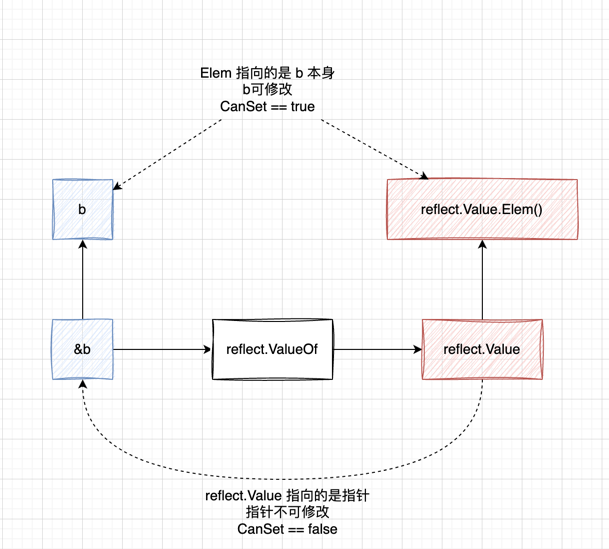 Elem 指向的是 b 本身
b可修改
CanSet == true
b
reflect.Value.Elem()
&b
reflect.ValueOf
reflect.Value
reflect.Value 指向的是指针
指针不可修改
CanSet == false